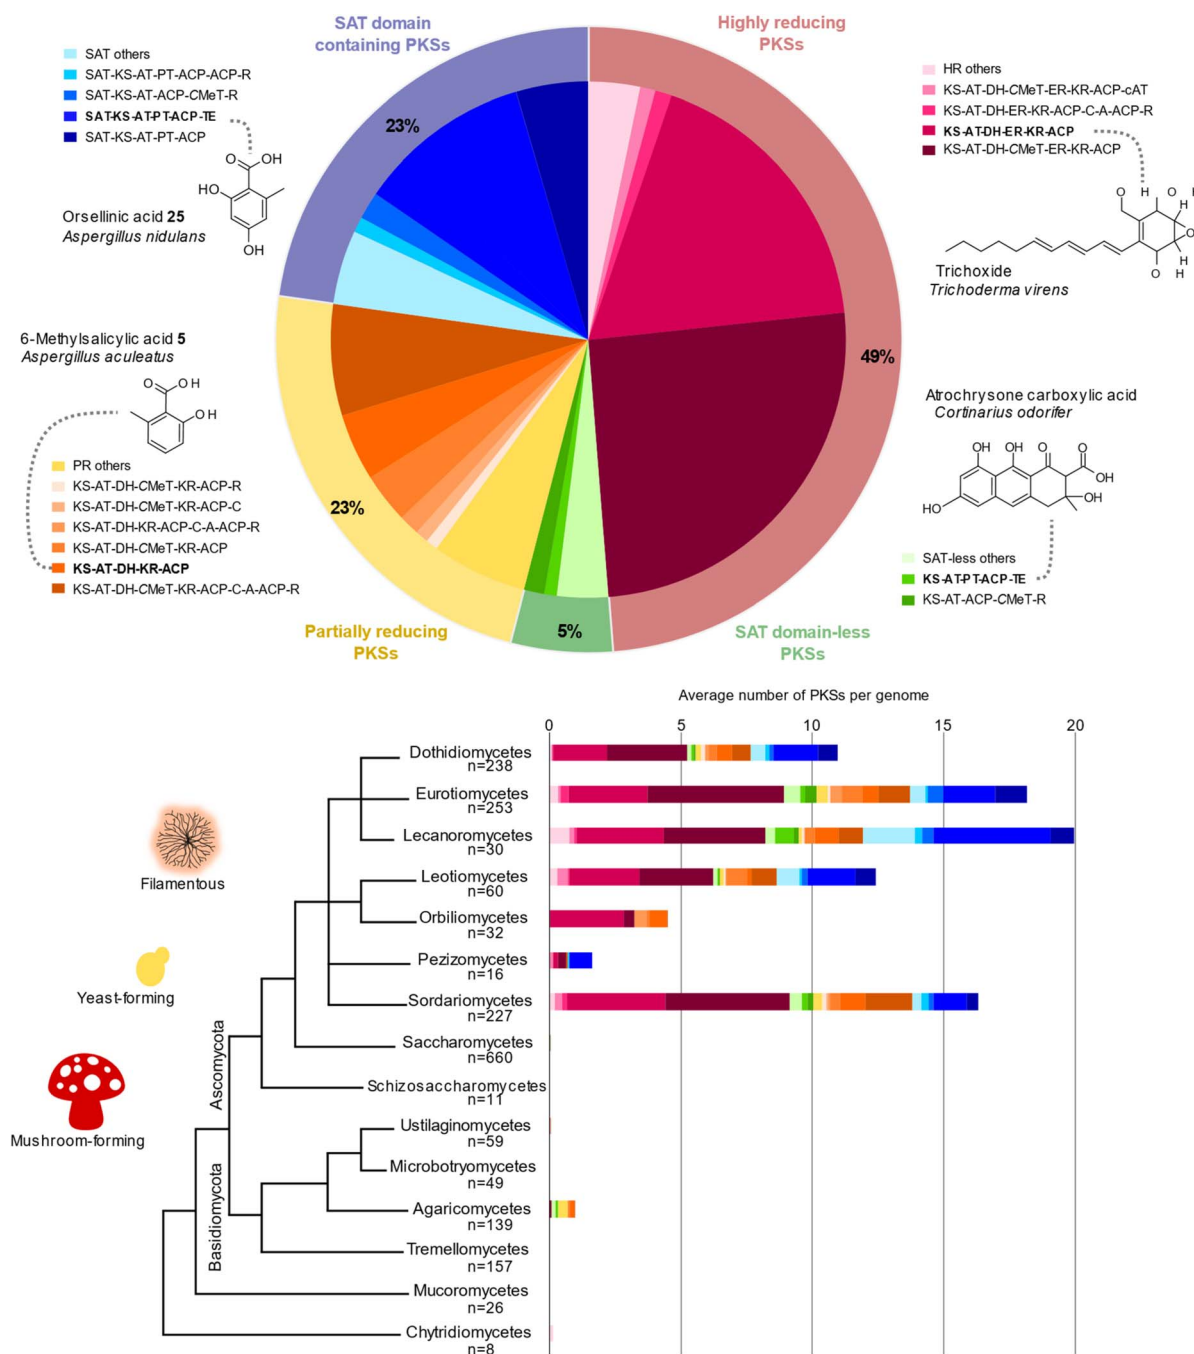 SAT domain
containing PKSs
Highly reducing
PKSs
SAT others
SAT-KS-AT-PT-ACP-ACP-R
SAT-KS-AT-ACP-CMeT-R
SAT-KS-AT-PT-ACP-TE
SAT-KS-AT-PT-ACP
O
OH
HO
OH
Orsellinic acid 25
Aspergillus nidulans
HR others
KS-AT-DH-CMeT-ER-KR-ACP-cAT
KS-AT-DH-ER-KR-ACP-C-A-ACP-R
KS-AT-DH-ER-KR-ACP
KS-AT-DH-CMeT-ER-KR-ACP
O H O H
H
O
H
O H
Trichoxide
Trichoderma virens
23%
49%
23%
5%
6-Methylsalicylic acid 5
Aspergillus aculeatus
O
O H
O H
PR others
KS-AT-DH-CMeT-KR-ACP-R
KS-AT-DH-CMeT-KR-ACP-C
KS-AT-DH-KR-ACP-C-A-ACP-R
KS-AT-DH-CMeT-KR-ACP
KS-AT-DH-KR-ACP
KS-AT-DH-CMeT-KR-ACP-C-A-ACP-R
Atrochrysone carboxylic acid
Cortinarius odorifer
OH OH O O
OH
HO
OH
SAT-less others
KS-AT-PT-ACP-TE
KS-AT-ACP-CMeT-R
Partially reducing
PKSs
SAT domain-less
PKSs
Average number of PKSs per genome
0 5 10 15 20
Dothidiomycetes
n=238
Eurotiomycetes
n=253
Lecanoromycetes
n=30
Leotiomycetes
n=60
Orbiliomycetes
n=32
Pezizomycetes
n=16
Sordariomycetes
n=227
Saccharomycetes
n=660
Schizosaccharomycetes
n=11
Ustilaginomycetes
n=59
Microbotryomycetes
n=49
Agaricomycetes
n=139
Tremellomycetes
n=157
Mucoromycetes
n=26
Chytridiomycetes
n=8
Filamentous
Yeast-forming
Mushroom-forming
Ascomycota
Basidiomycota